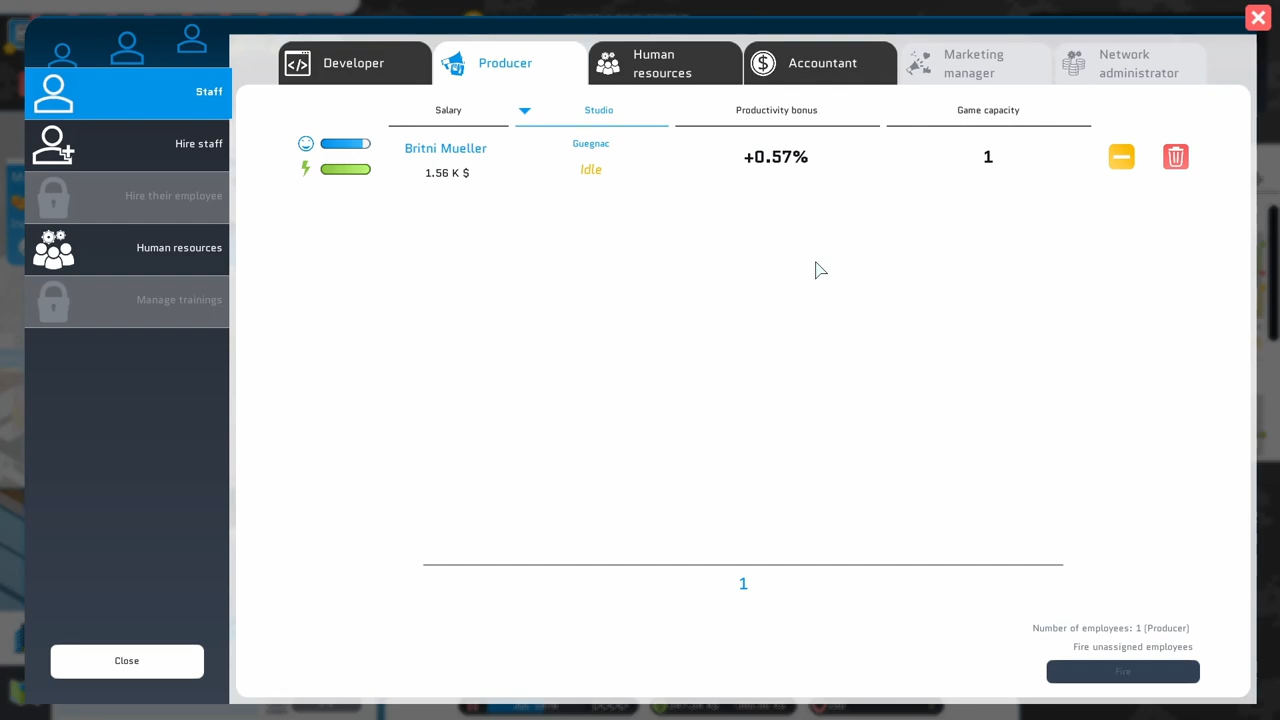 Staff
Hire staff
Hire their employee
Human resources
Manage trainings
Close
Developer
Producer
Human
resources
Accountant
Marketing
manager
Network
administrator
Salary
Studio
Productivity bonus
Game capacity
Britni Mueller
1.56 K $
Guegnac
Idle
+0.57%
1
1
Number of employees: 1 (Producer)
Fire unassigned employees
Fire